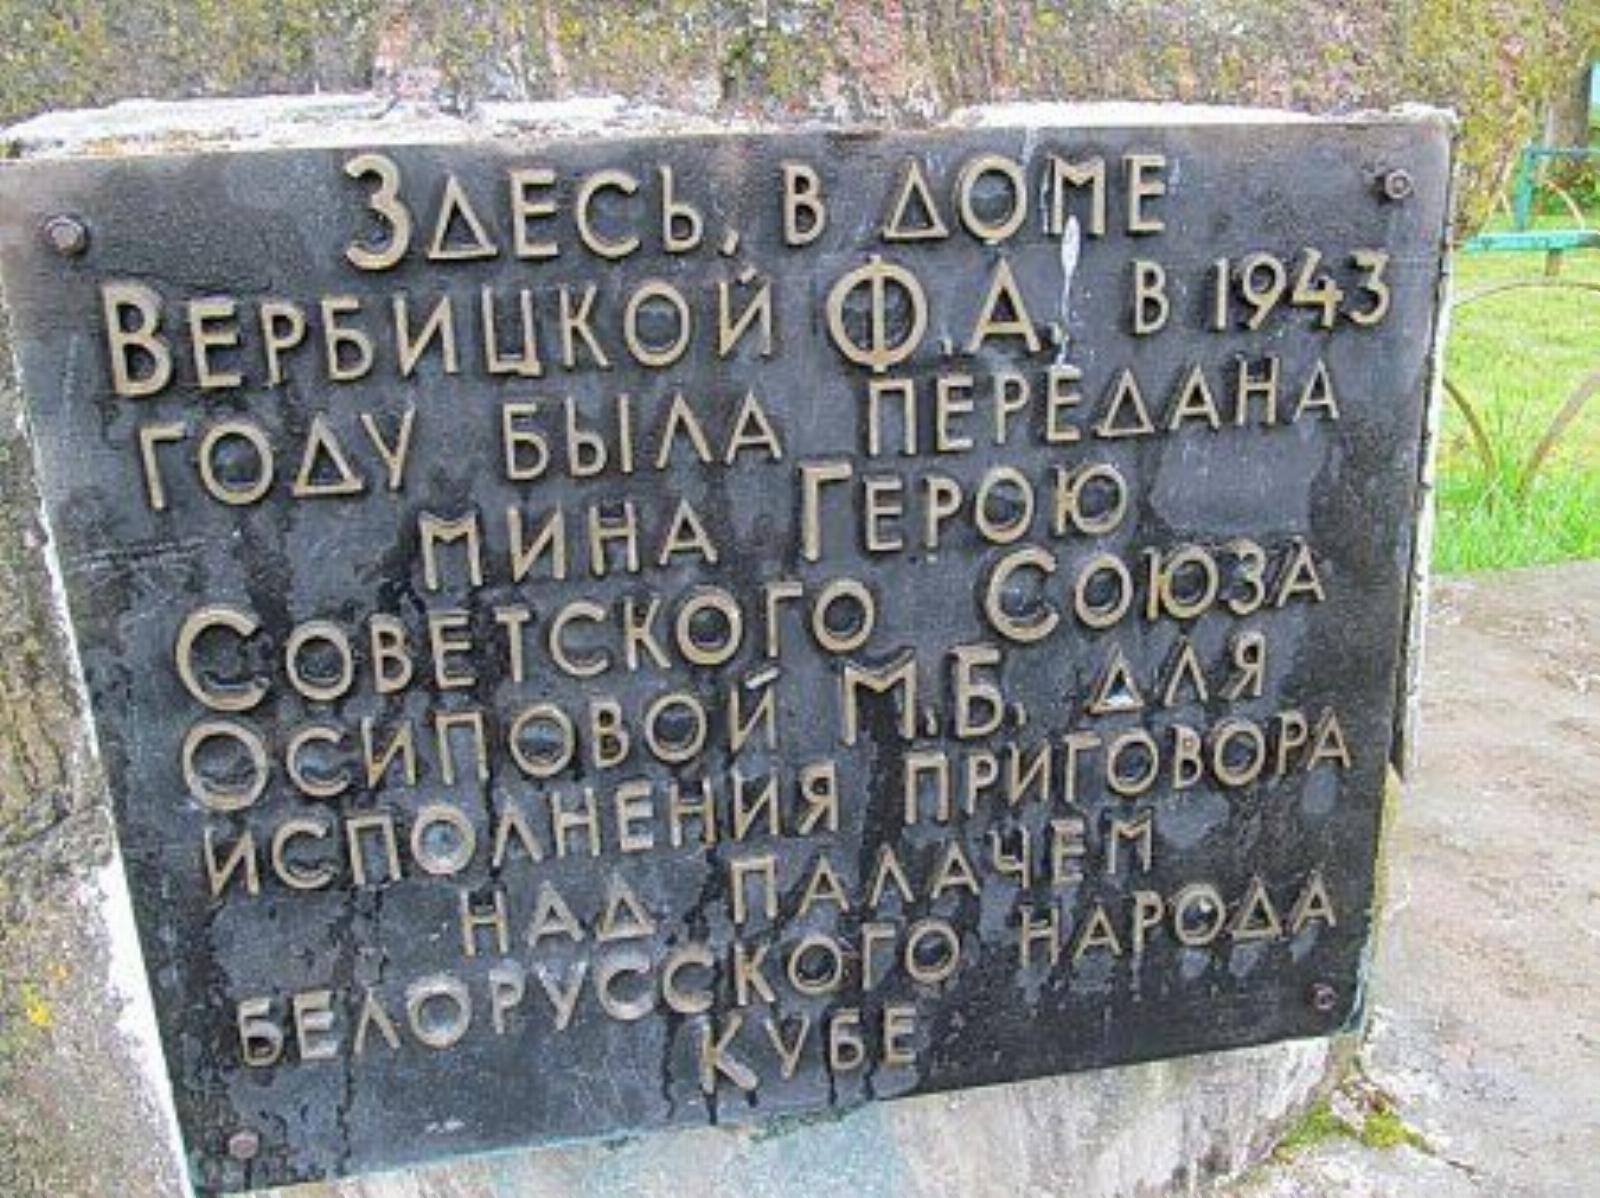 Здесь, в доме
Вербицкой Ф.А. в 1943
году была передана
мина Герою
Советского Союза
Осиповой М.Б. для
исполнения приговора
над палачем
белорусского народа
Кубе